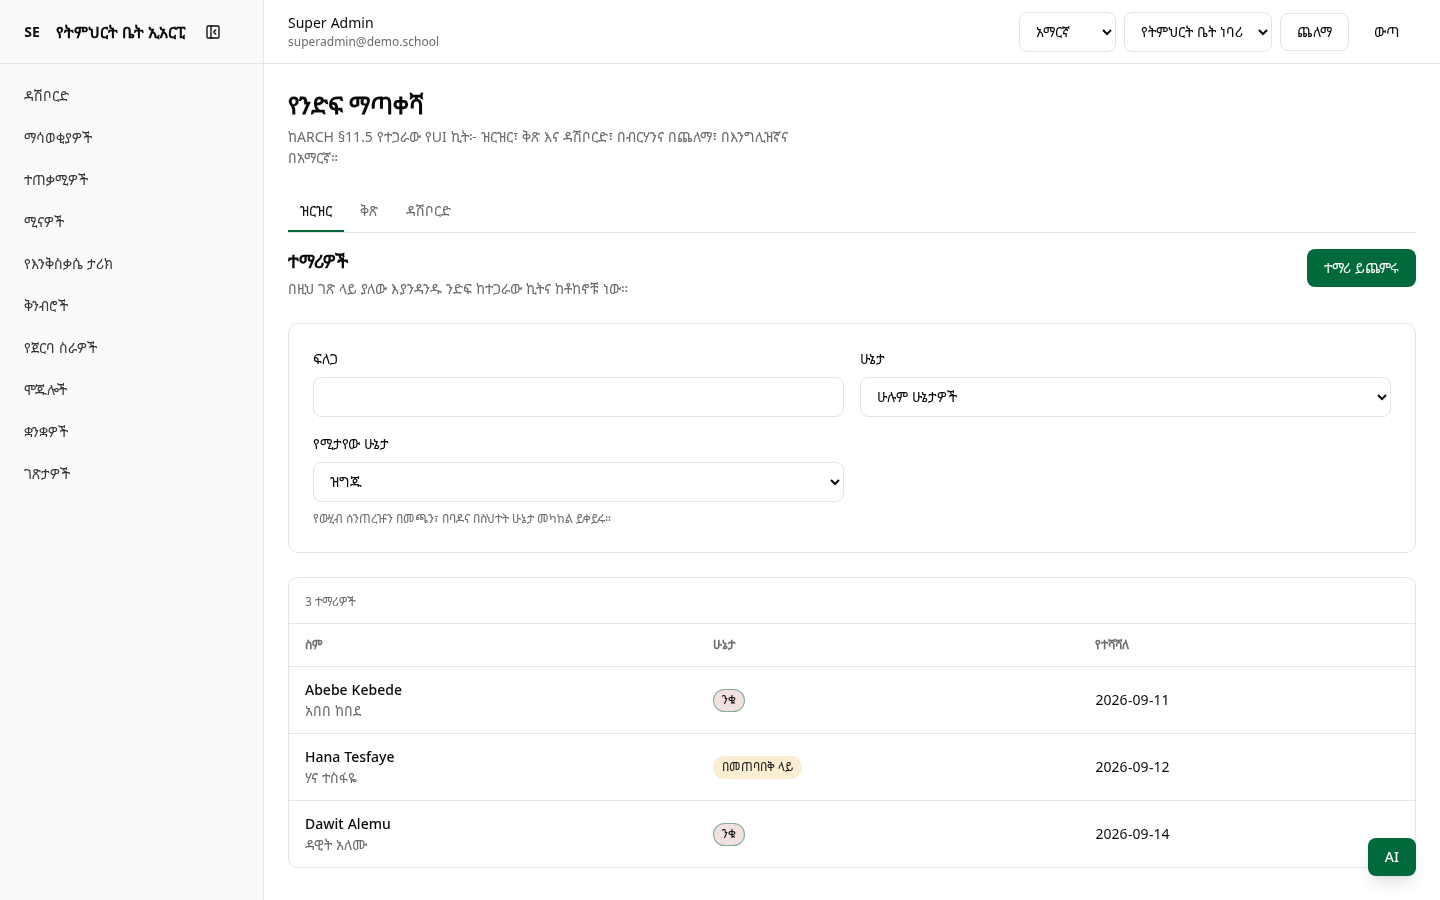 SE የትምህርት ቤት ኢአርፒ
Super Admin
superadmin@demo.school
አማርኛ
የትምህርት ቤት ነባሪ
ጨለማ
ውጣ
ዳሽቦርድ
ማሳወቂያዎች
ተጠቃሚዎች
ሚናዎች
የእንቅስቃሴ ታሪክ
ቅንብሮች
የጀርባ ስራዎች
ሞጁሎች
ቋንቋዎች
ገጽታዎች
የንድፍ ማጣቀሻ
ከARCH §11.5 የተጋራው የUI ኪት፦ ዝርዝር፣ ቅጽ እና ዳሽቦርድ፣ በብርሃንና በጨለማ፣ በእንግሊዝኛና
በአማርኛ።
ዝርዝር
ቅጽ
ዳሽቦርድ
ተማሪዎች
ተማሪ ይጨምሩ
በዚህ ገጽ ላይ ያለው እያንዳንዱ ንድፍ ከተጋራው ኪትና ከቶከኖቹ ነው።
ፍለጋ
ሁኔታ
ሁሉም ሁኔታዎች
የሚታየው ሁኔታ
ዝግጁ
የውሂብ ሰንጠረዡን በመጫን፣ በባዶና በስህተት ሁኔታ መካከል ይቀይሩ።
3 ተማሪዎች
ስም
ሁኔታ
የተሻሻለ
Abebe Kebede
አበበ ከበደ
ንቁ
2026-09-11
Hana Tesfaye
ሃና ተስፋዬ
በመጠባበቅ ላይ
2026-09-12
Dawit Alemu
ዳዊት አለሙ
ንቁ
2026-09-14
AI